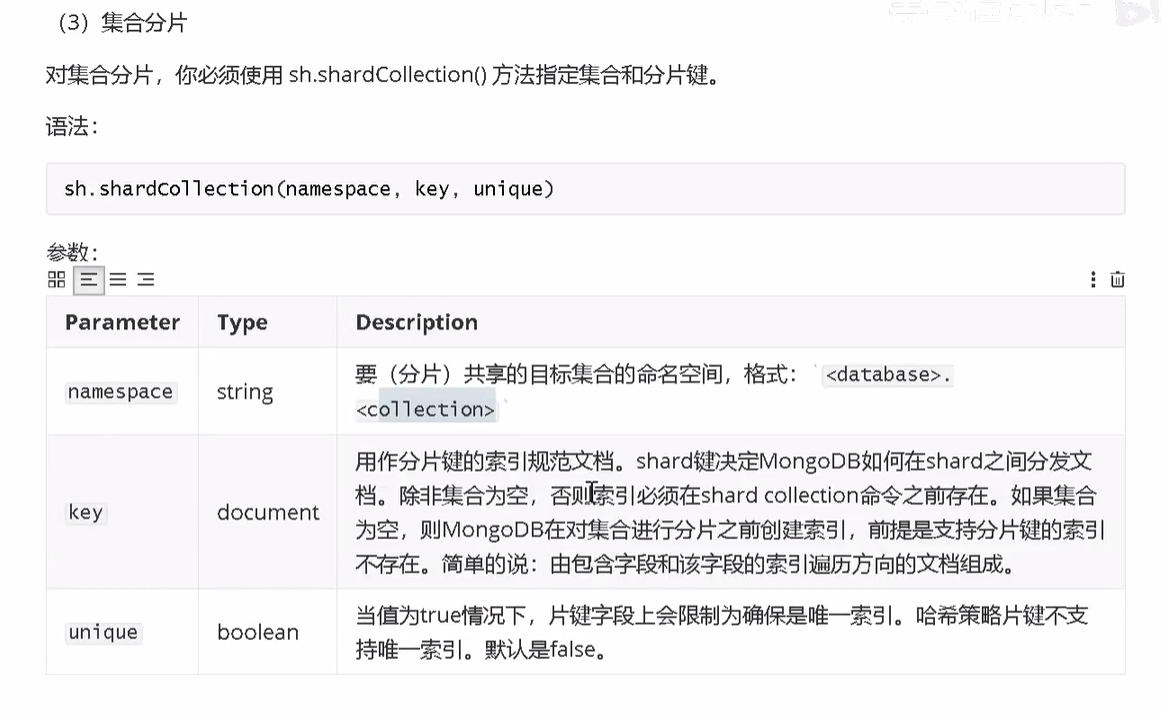 （3）集合分片
对集合分片，你必须使用 sh.shardCollection() 方法指定集合和分片键。
语法：
sh.shardCollection(namespace, key, unique)
参数：
Parameter Type Description
namespace string 要（分片）共享的目标集合的命名空间，格式：` <database>.
<collection> `
key document 用作分片键的索引规范文档。shard键决定MongoDB如何在shard之间分发文
档。除非集合为空，否则索引必须在shard collection命令之前存在。如果集合
为空，则MongoDB在对集合进行分片之前创建索引，前提是支持分片键的索引
不存在。简单的说：由包含字段和该字段的索引遍历方向的文档组成。
unique boolean 当值为true情况下，片键字段上会限制为确保是唯一索引。哈希策略片键不支
持唯一索引。默认是false。